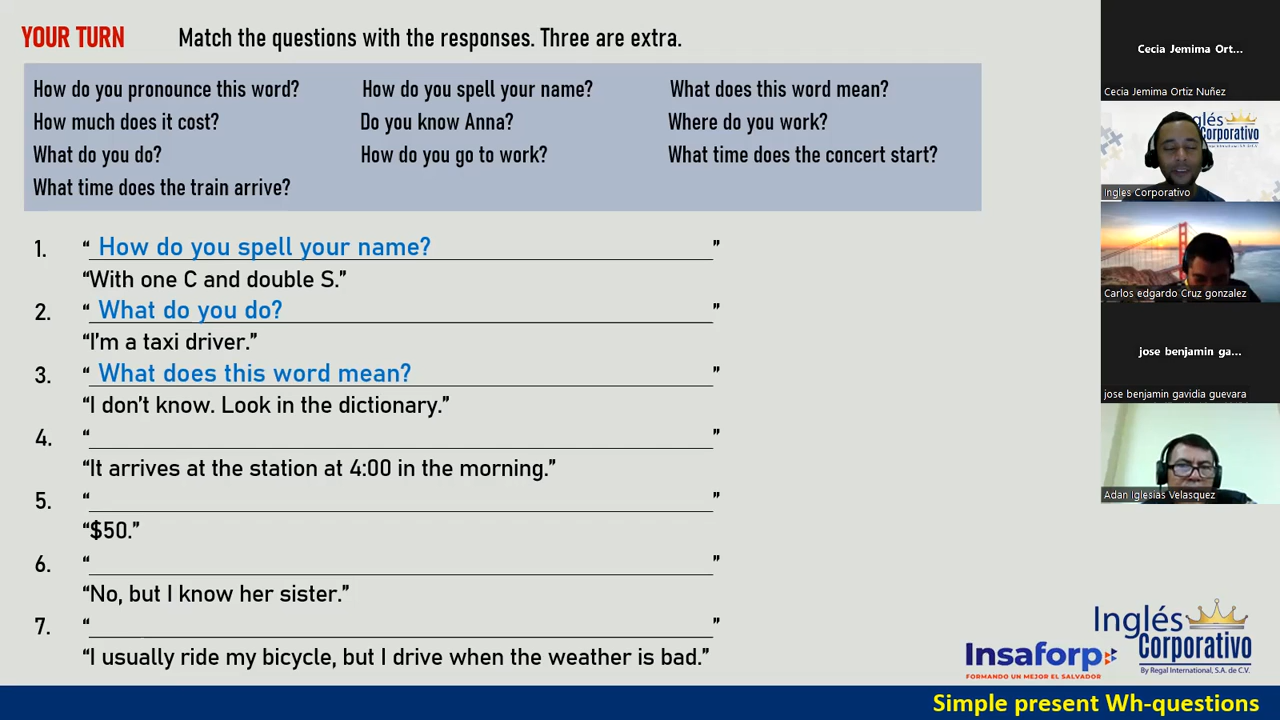 YOUR TURN Match the questions with the responses. Three are extra.
How do you pronounce this word? How do you spell your name? What does this word mean?
How much does it cost? Do you know Anna? Where do you work?
What do you do? How do you go to work? What time does the concert start?
What time does the train arrive?
1. “ How do you spell your name? ”
“With one C and double S.”
2. “ What do you do? ”
“I’m a taxi driver.”
3. “ What does this word mean? ”
“I don’t know. Look in the dictionary.”
4. “ ”
“It arrives at the station at 4:00 in the morning.”
5. “ ”
“$50.”
6. “ ”
“No, but I know her sister.”
7. “ ”
“I usually ride my bicycle, but I drive when the weather is bad.”
Insaforp
FORMANDO UN MEJOR EL SALVADOR
Inglés
Corporativo
By Regal International, S.A. de C.V.
Simple present Wh-questions
Cecia Jemima Ort...
Cecia Jemima Ortiz Nuñez
glés
Corporativo
Ingles Corporativo
Carlos edgardo Cruz gonzalez
jose benjamin ga...
jose benjamin gavidia guevara
Adan Iglesias Velasquez